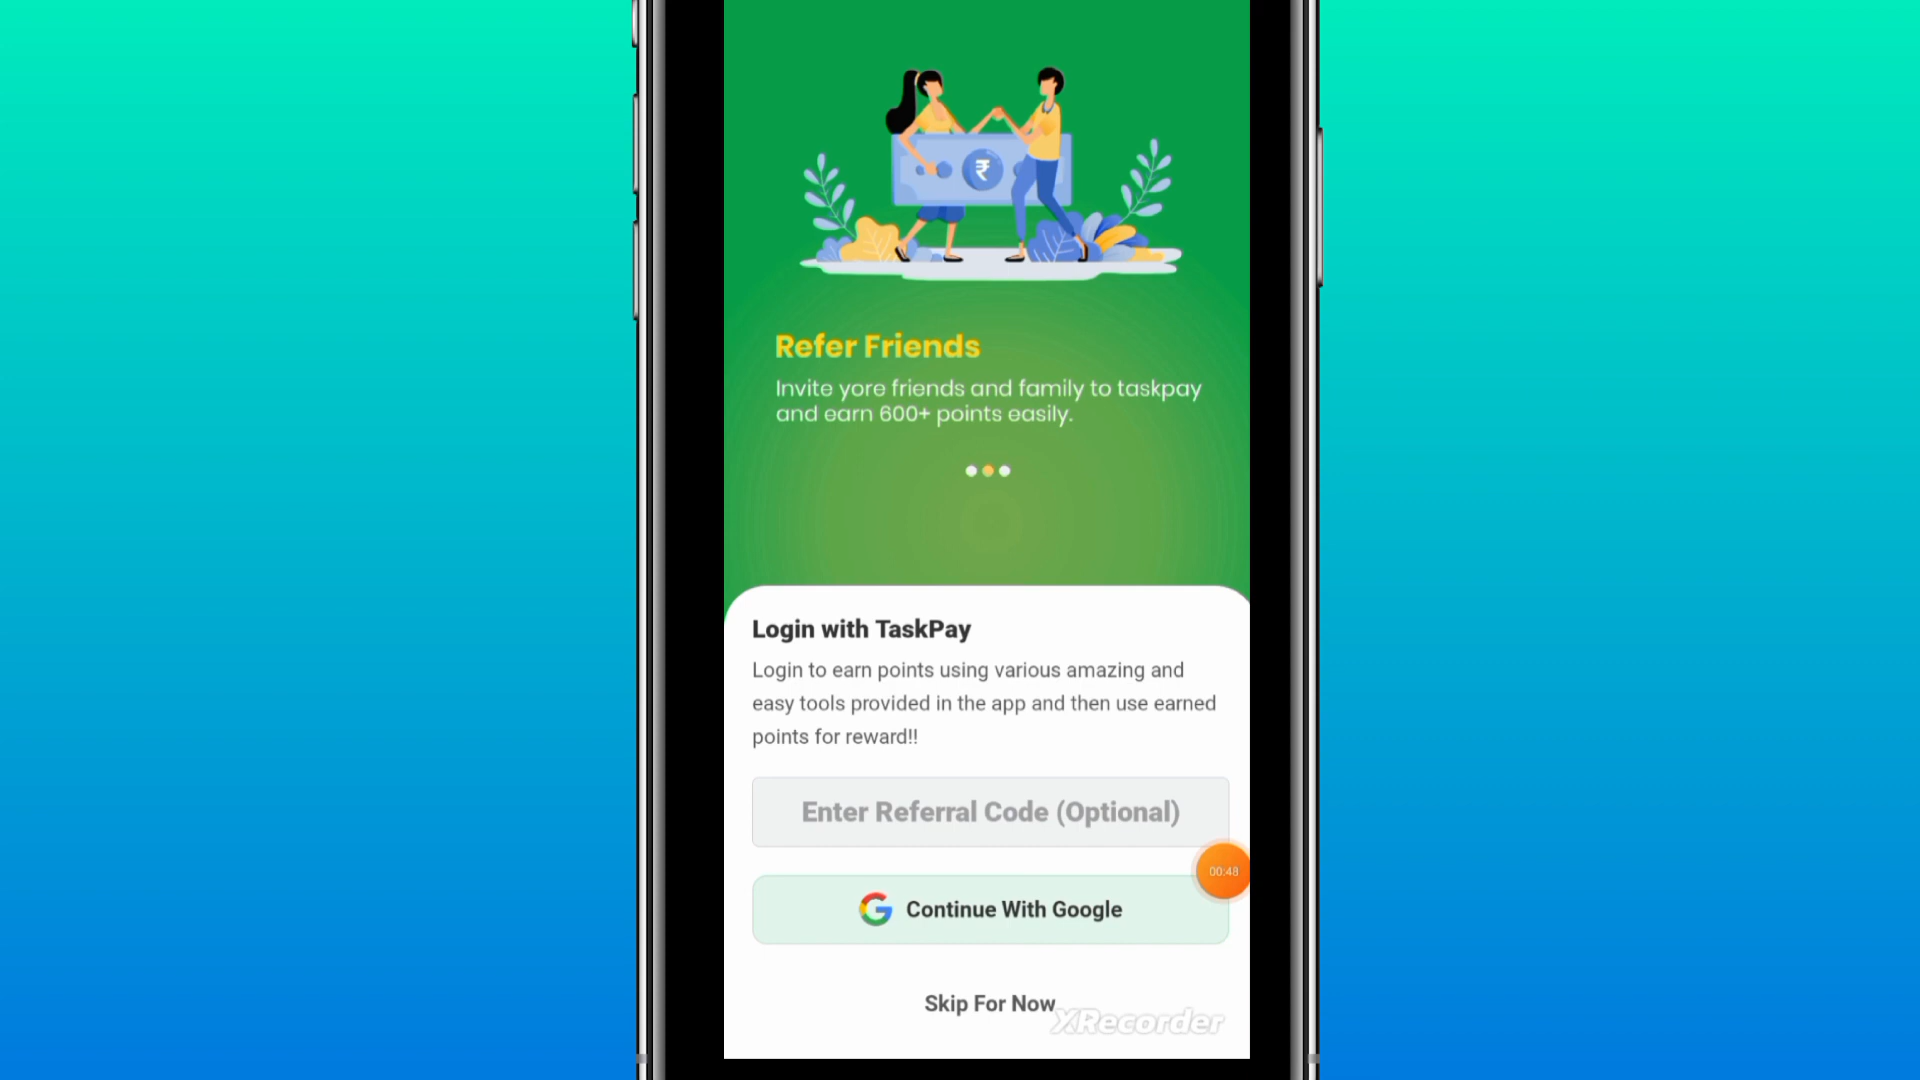 ₹
Refer Friends
Invite yore friends and family to taskpay
and earn 600+ points easily.
Login with TaskPay
Login to earn points using various amazing and
easy tools provided in the app and then use earned
points for reward!!
Enter Referral Code (Optional)
00:48
Continue With Google
Skip For Now
XRecorder